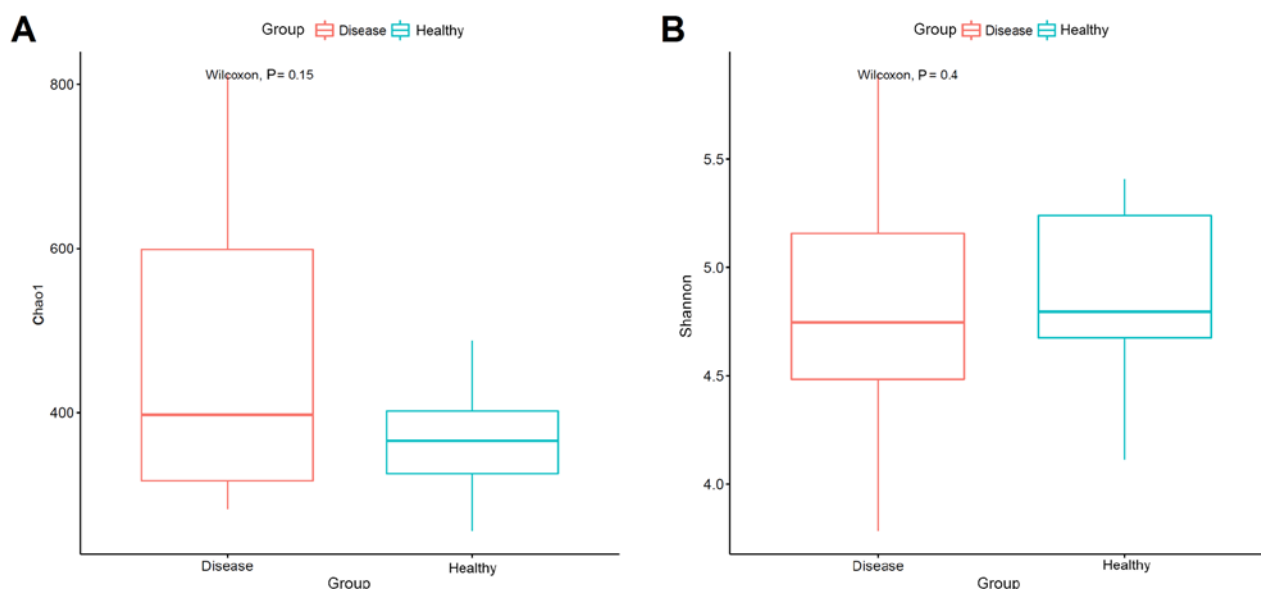 A
Group Disease Healthy
Wilcoxon, P = 0.15
800
600
400
Chao1
Disease Healthy
Group
B
Group Disease Healthy
Wilcoxon, P = 0.4
5.5
5.0
4.5
4.0
Shannon
Disease Healthy
Group